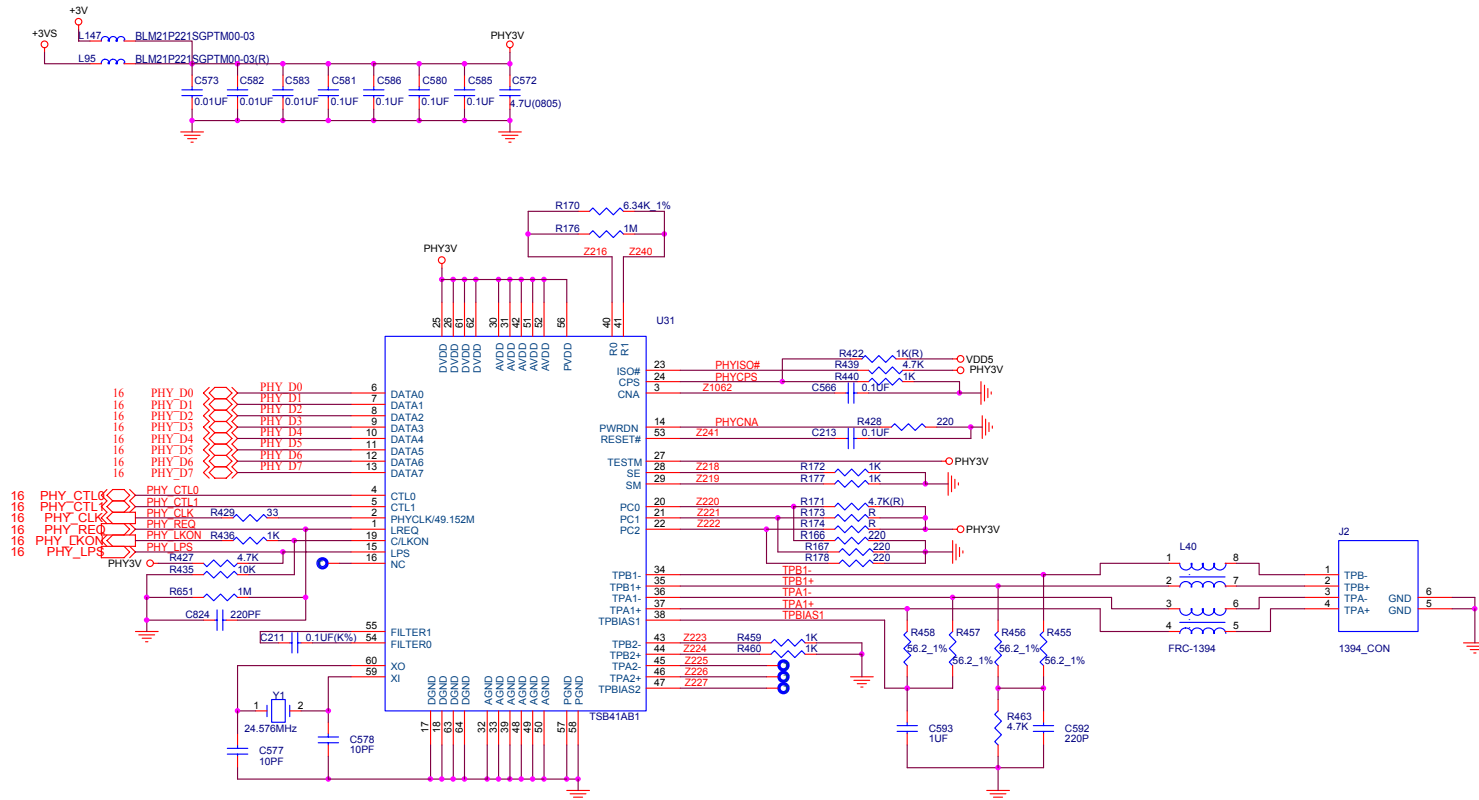 +3V
+3VS
L147 BLM21P221SGPTM00-03
PHY3V
L95 BLM21P221SGPTM00-03(R)
C573 C582 C583 C581 C586 C580 C585 C572
0.01UF 0.01UF 0.01UF 0.1UF 0.1UF 0.1UF 0.1UF 4.7U(0805)
R170 6.34K_1%
R176 1M
Z216 Z240
PHY3V
25 26 61 62 30 31 42 51 52 56 40 41
U31
DVDD DVDD DVDD DVDD AVDD AVDD AVDD AVDD AVDD PVDD R0 R1
16 PHY_D0 PHY_D0 6 DATA0
16 PHY_D1 PHY_D1 7 DATA1
16 PHY_D2 PHY_D2 8 DATA2
16 PHY_D3 PHY_D3 9 DATA3
16 PHY_D4 PHY_D4 10 DATA4
16 PHY_D5 PHY_D5 11 DATA5
16 PHY_D6 PHY_D6 12 DATA6
16 PHY_D7 PHY_D7 13 DATA7
16 PHY_CTL0 PHY_CTL0 4 CTL0
16 PHY_CTL1 PHY_CTL1 5 CTL1
16 PHY_CLK PHY_CLK R429 33 2 PHYCLK/49.152M
16 PHY_REQ PHY_REQ 1 LREQ
16 PHY_LKON PHY_LKON R436 1K 19 C/LKON
16 PHY_LPS PHY_LPS 15 LPS
16 NC
PHY3V R427 4.7K
R435 10K
R651 1M
C824 220PF
55 FILTER1
C211 0.1UF(K%) 54 FILTER0
60 XO
59 XI
Y1
1 2
24.576MHz
C577
10PF
C578
10PF
DGND DGND DGND DGND AGND AGND AGND AGND AGND AGND PGND PGND
17 18 63 64 32 33 39 48 49 50 57 58
TSB41AB1
R422 1K(R) VDD5
ISO# 23 PHYISO# R439 4.7K PHY3V
CPS 24 PHYCPS R440 1K
CNA 3 Z1062 C566 0.1UF
PWRDN 14 PHYCNA R428 220
RESET# 53 Z241 C213 0.1UF
TESTM 27 PHY3V
SE 28 Z218 R172 1K
SM 29 Z219 R177 1K
PC0 20 Z220 R171 4.7K(R)
PC1 21 Z221 R173 R
PC2 22 Z222 R174 R PHY3V
R166 220
R167 220
R178 220
TPB1- 34 TPB1-
TPB1+ 35 TPB1+
TPA1- 36 TPA1-
TPA1+ 37 TPA1+
TPBIAS1 38 TPBIAS1
TPB2- 43 Z223 R459 1K
TPB2+ 44 Z224 R460 1K
TPA2- 45 Z225
TPA2+ 46 Z226
TPBIAS2 47 Z227
R458 R457 R456 R455
56.2_1% 56.2_1% 56.2_1% 56.2_1%
C593
1UF
R463
4.7K
C592
220P
L40
1 8
2 7
3 6
4 5
FRC-1394
J2
1 TPB-
2 TPB+
3 TPA-
4 TPA+
GND 6
GND 5
1394_CON